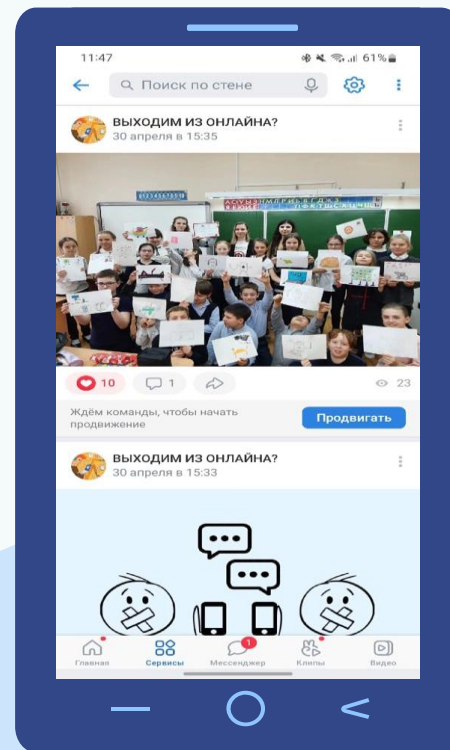 11:47
61%
Поиск по стене
ВЫХОДИМ ИЗ ОНЛАЙНА?
30 апреля в 15:35
10
1
23
Ждём команды, чтобы начать
продвижение
Продвигать
ВЫХОДИМ ИЗ ОНЛАЙНА?
30 апреля в 15:33
1
Главная
Сервисы
Мессенджер
Клипы
Видео